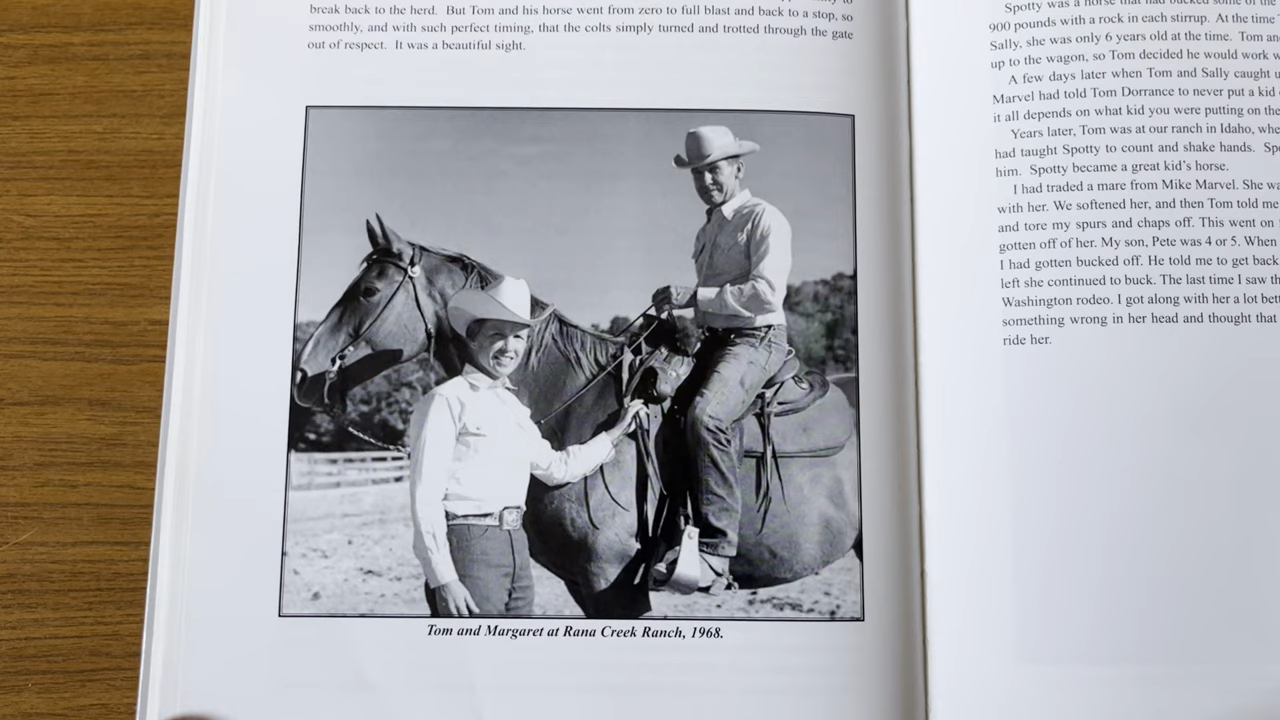 break back to the herd. But Tom and his horse went from zero to full blast and back to a stop, so
smoothly, and with such perfect timing, that the colts simply turned and trotted through the gate
out of respect. It was a beautiful sight.
Tom and Margaret at Rana Creek Ranch, 1968.
Spotty was a horse that had bucked some of the
900 pounds with a rock in each stirrup. At the time
Sally, she was only 6 years old at the time. Tom and
up to the wagon, so Tom decided he would work w
A few days later when Tom and Sally caught u
Marvel had told Tom Dorrance to never put a kid
it all depends on what kid you were putting on the
Years later, Tom was at our ranch in Idaho, whe
had taught Spotty to count and shake hands. Spo
him. Spotty became a great kid's horse.
I had traded a mare from Mike Marvel. She wa
with her. We softened her, and then Tom told me
and tore my spurs and chaps off. This went on
gotten off of her. My son, Pete was 4 or 5. When
I had gotten bucked off. He told me to get back
left she continued to buck. The last time I saw th
Washington rodeo. I got along with her a lot bet
something wrong in her head and thought that
ride her.